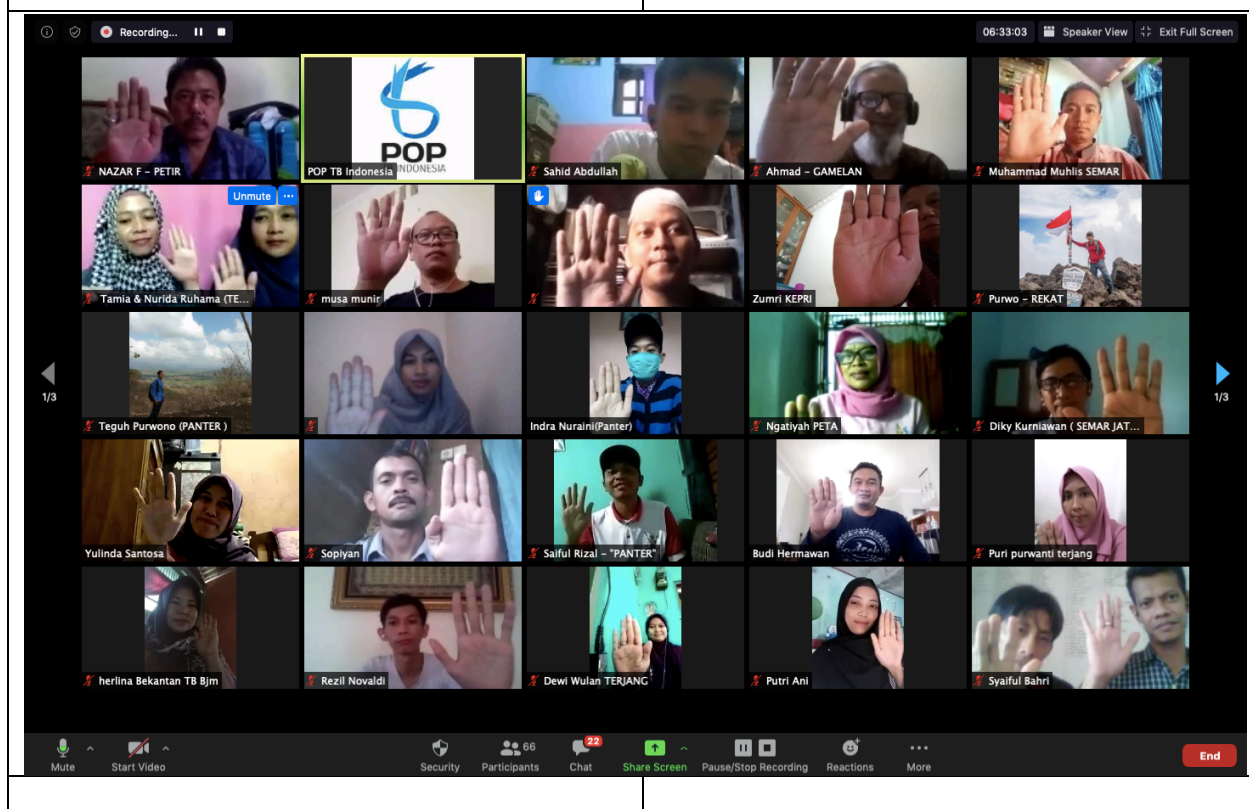 Recording...
06:33:03
Speaker View
Exit Full Screen
NAZAR F - PETIR
POP
INDONESIA
POP TB Indonesia
Sahid Abdullah
Ahmad - GAMELAN
Muhammad Muhlis SEMAR
Unmute
Tamia & Nurida Ruhama (TE...
musa munir
Zumri KEPRI
Purwo - REKAT
1/3
1/3
Teguh Purwono (PANTER )
Indra Nuraini(Panter)
Ngatiyah PETA
Diky Kurniawan ( SEMAR JAT...
Yulinda Santosa
Sopiyan
Saiful Rizal - "PANTER"
Budi Hermawan
Puri purwanti terjang
herlina Bekantan TB Bjm
Rezil Novaldi
Dewi Wulan TERJANG
Putri Ani
Syaiful Bahri
66
22
Mute
Start Video
Security
Participants
Chat
Share Screen
Pause/Stop Recording
Reactions
More
End